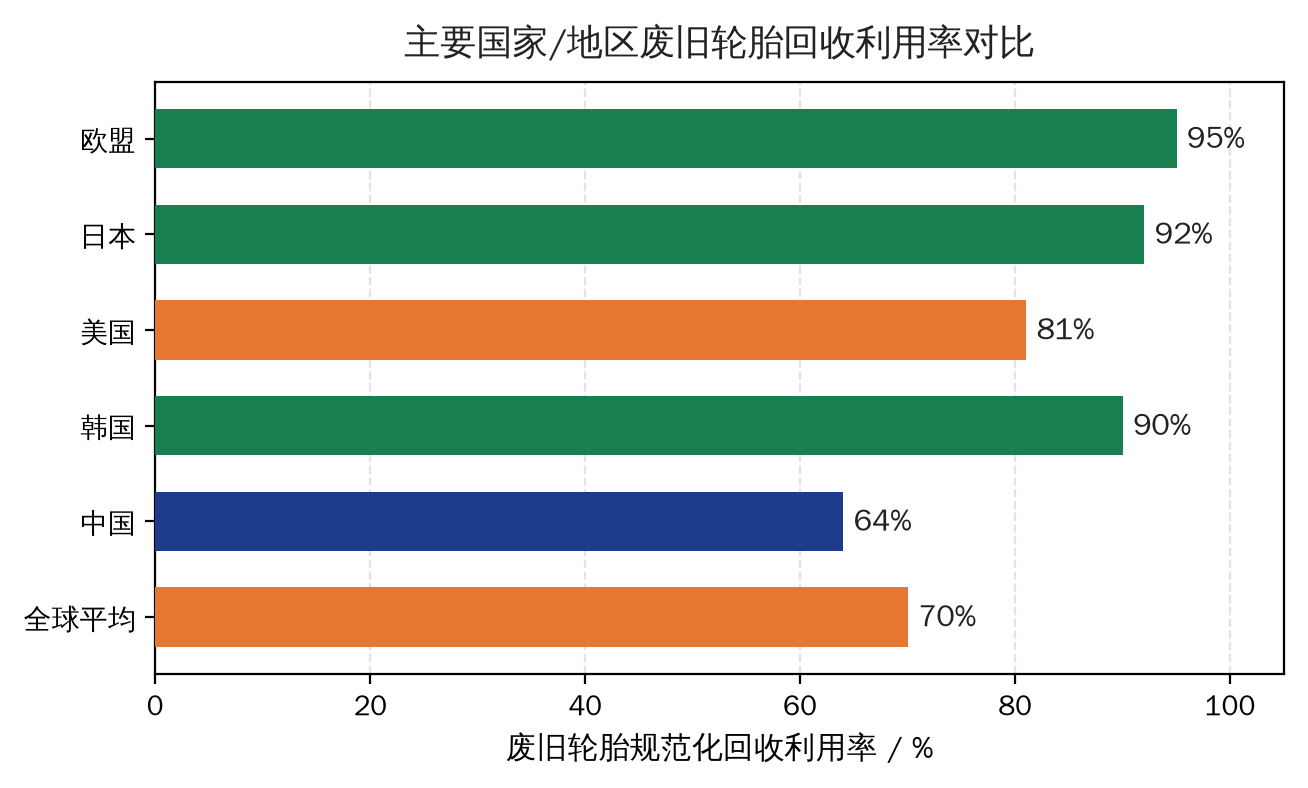 主要国家/地区废旧轮胎回收利用率对比
欧盟 95%
日本 92%
美国 81%
韩国 90%
中国 64%
全球平均 70%
0 20 40 60 80 100
废旧轮胎规范化回收利用率 / %